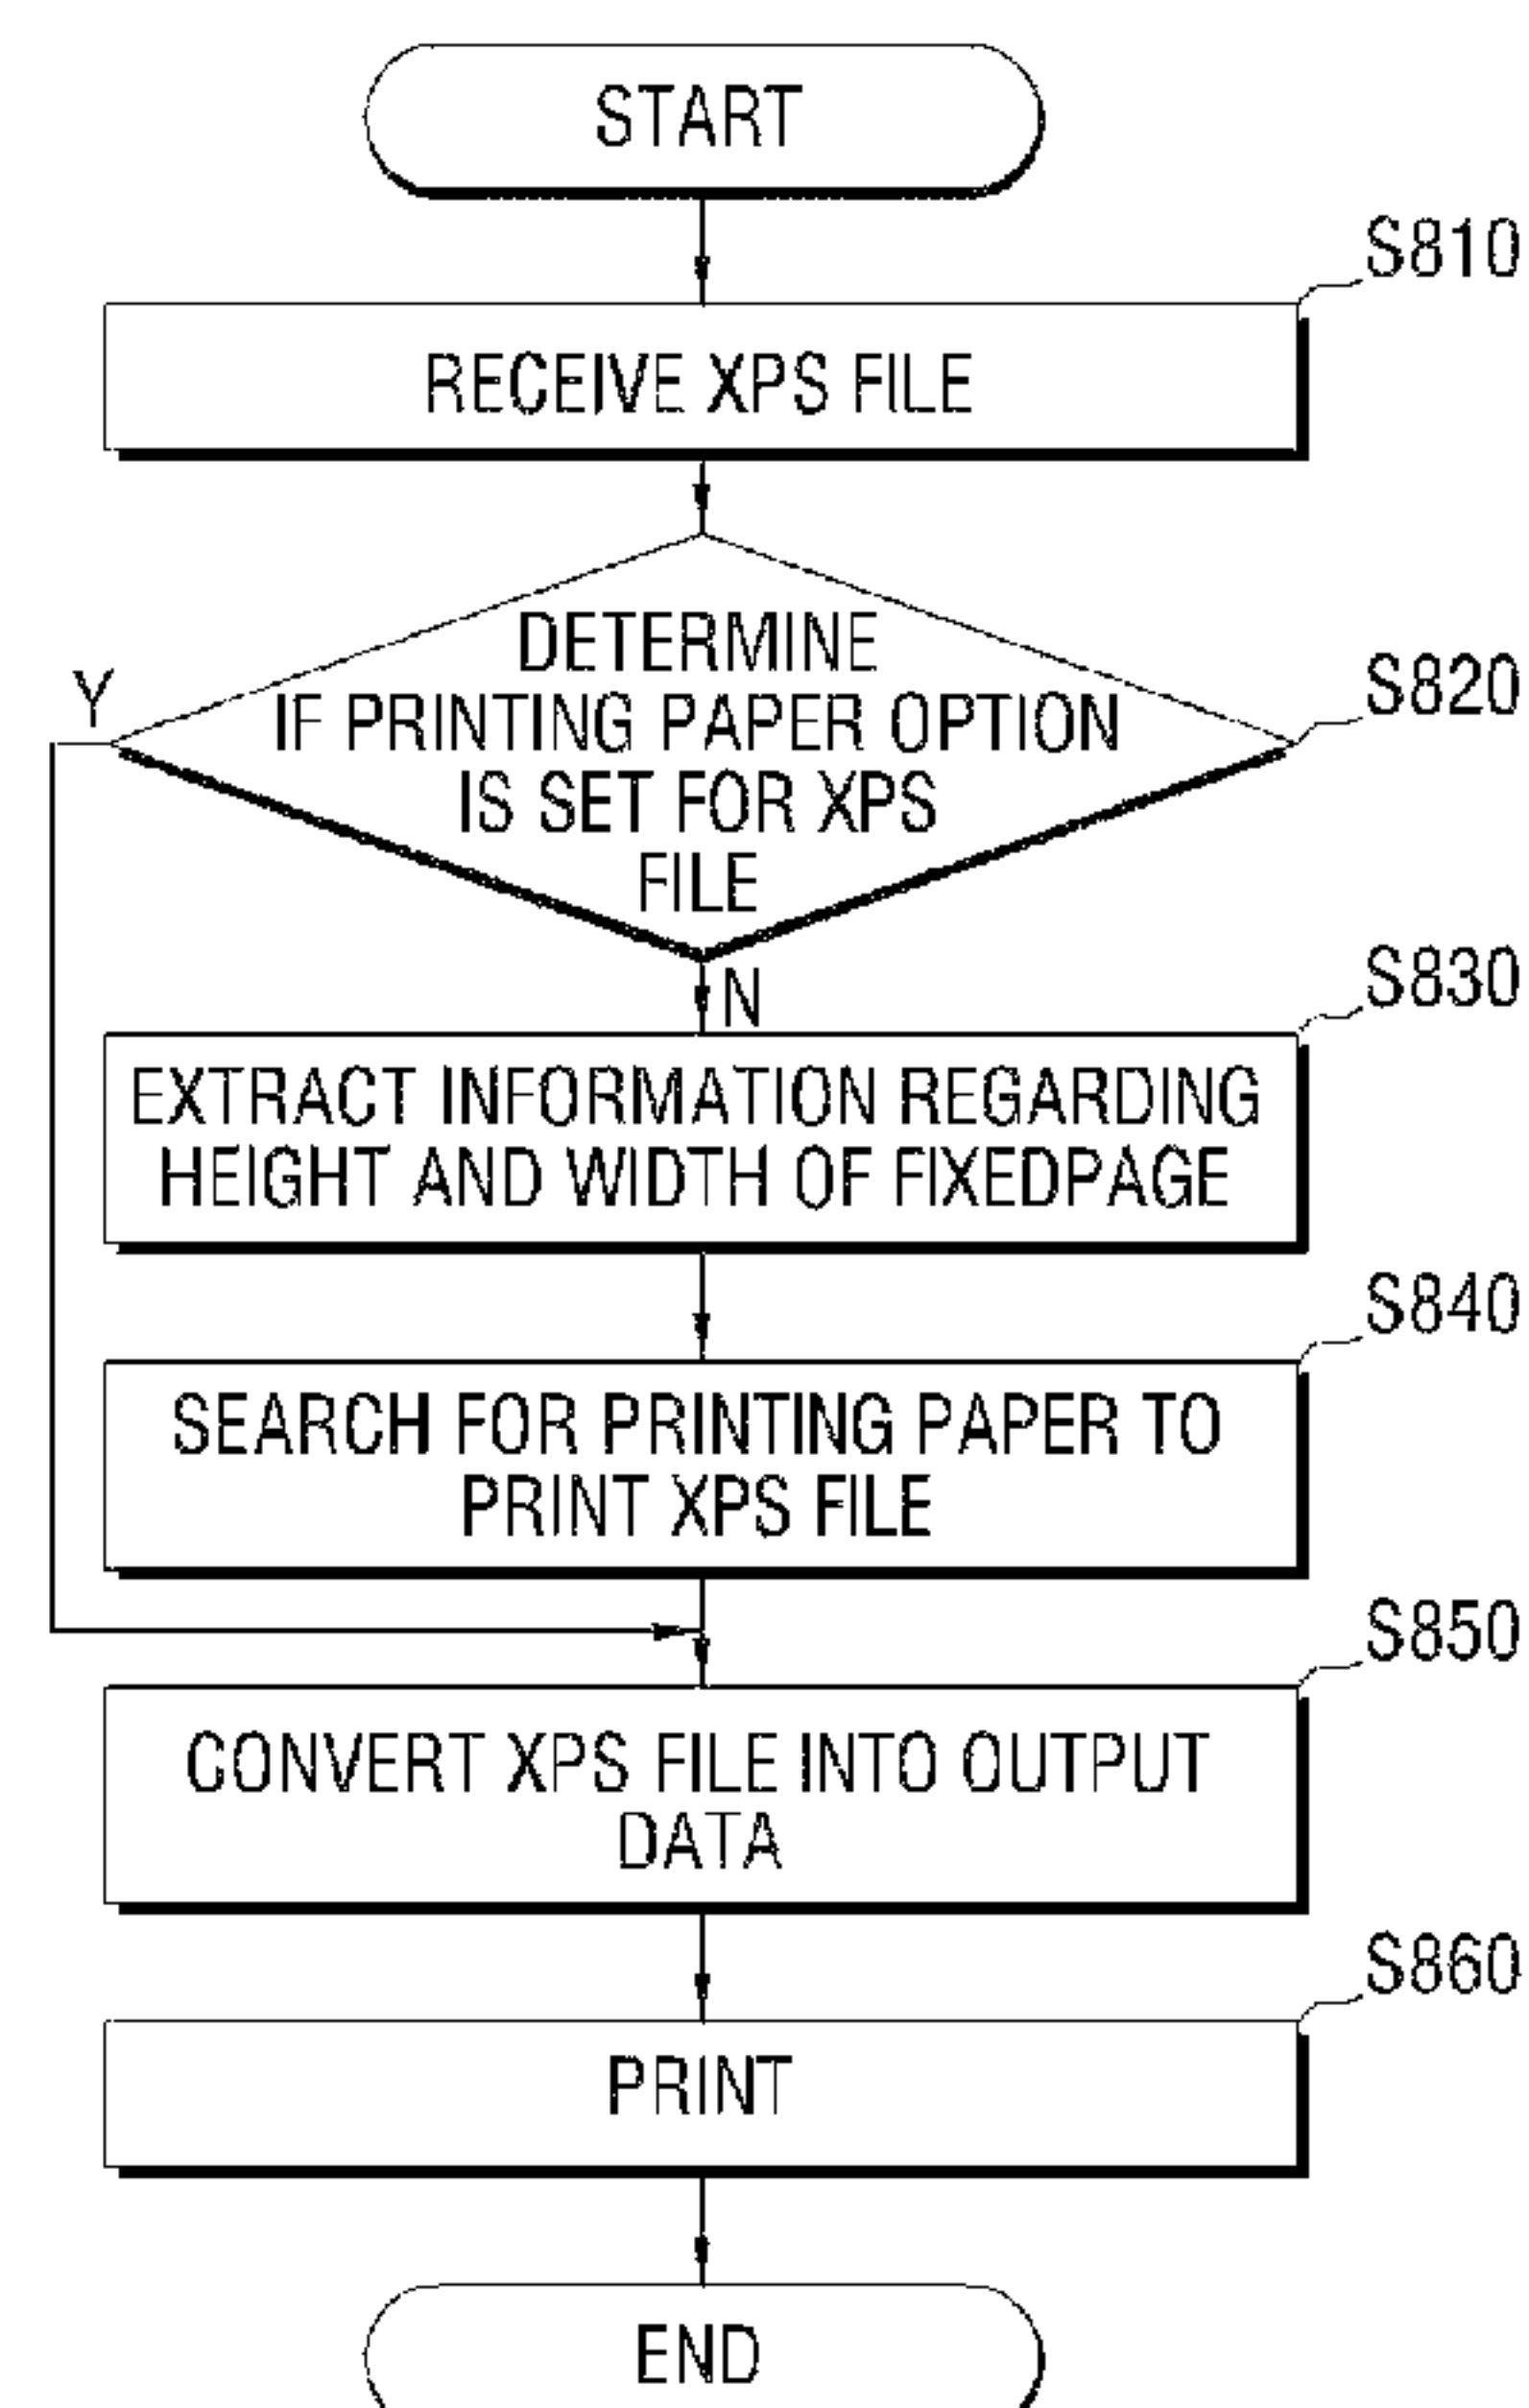 START
S810
RECEIVE XPS FILE
DETERMINE
IF PRINTING PAPER OPTION
IS SET FOR XPS
FILE
S820
Y
N
S830
EXTRACT INFORMATION REGARDING
HEIGHT AND WIDTH OF FIXEDPAGE
S840
SEARCH FOR PRINTING PAPER TO
PRINT XPS FILE
S850
CONVERT XPS FILE INTO OUTPUT
DATA
S860
PRINT
END